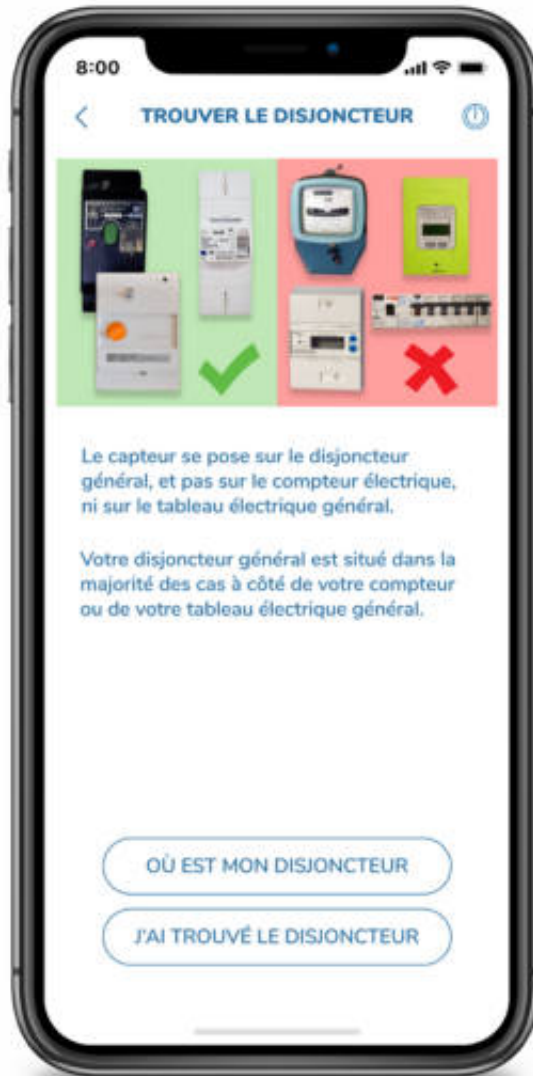 8:00
TROUVER LE DISJONCTEUR
Le capteur se pose sur le disjoncteur
général, et pas sur le compteur électrique,
ni sur le tableau électrique général.
Votre disjoncteur général est situé dans la
majorité des cas à côté de votre compteur
ou de votre tableau électrique général.
OÙ EST MON DISJONCTEUR
J'AI TROUVÉ LE DISJONCTEUR